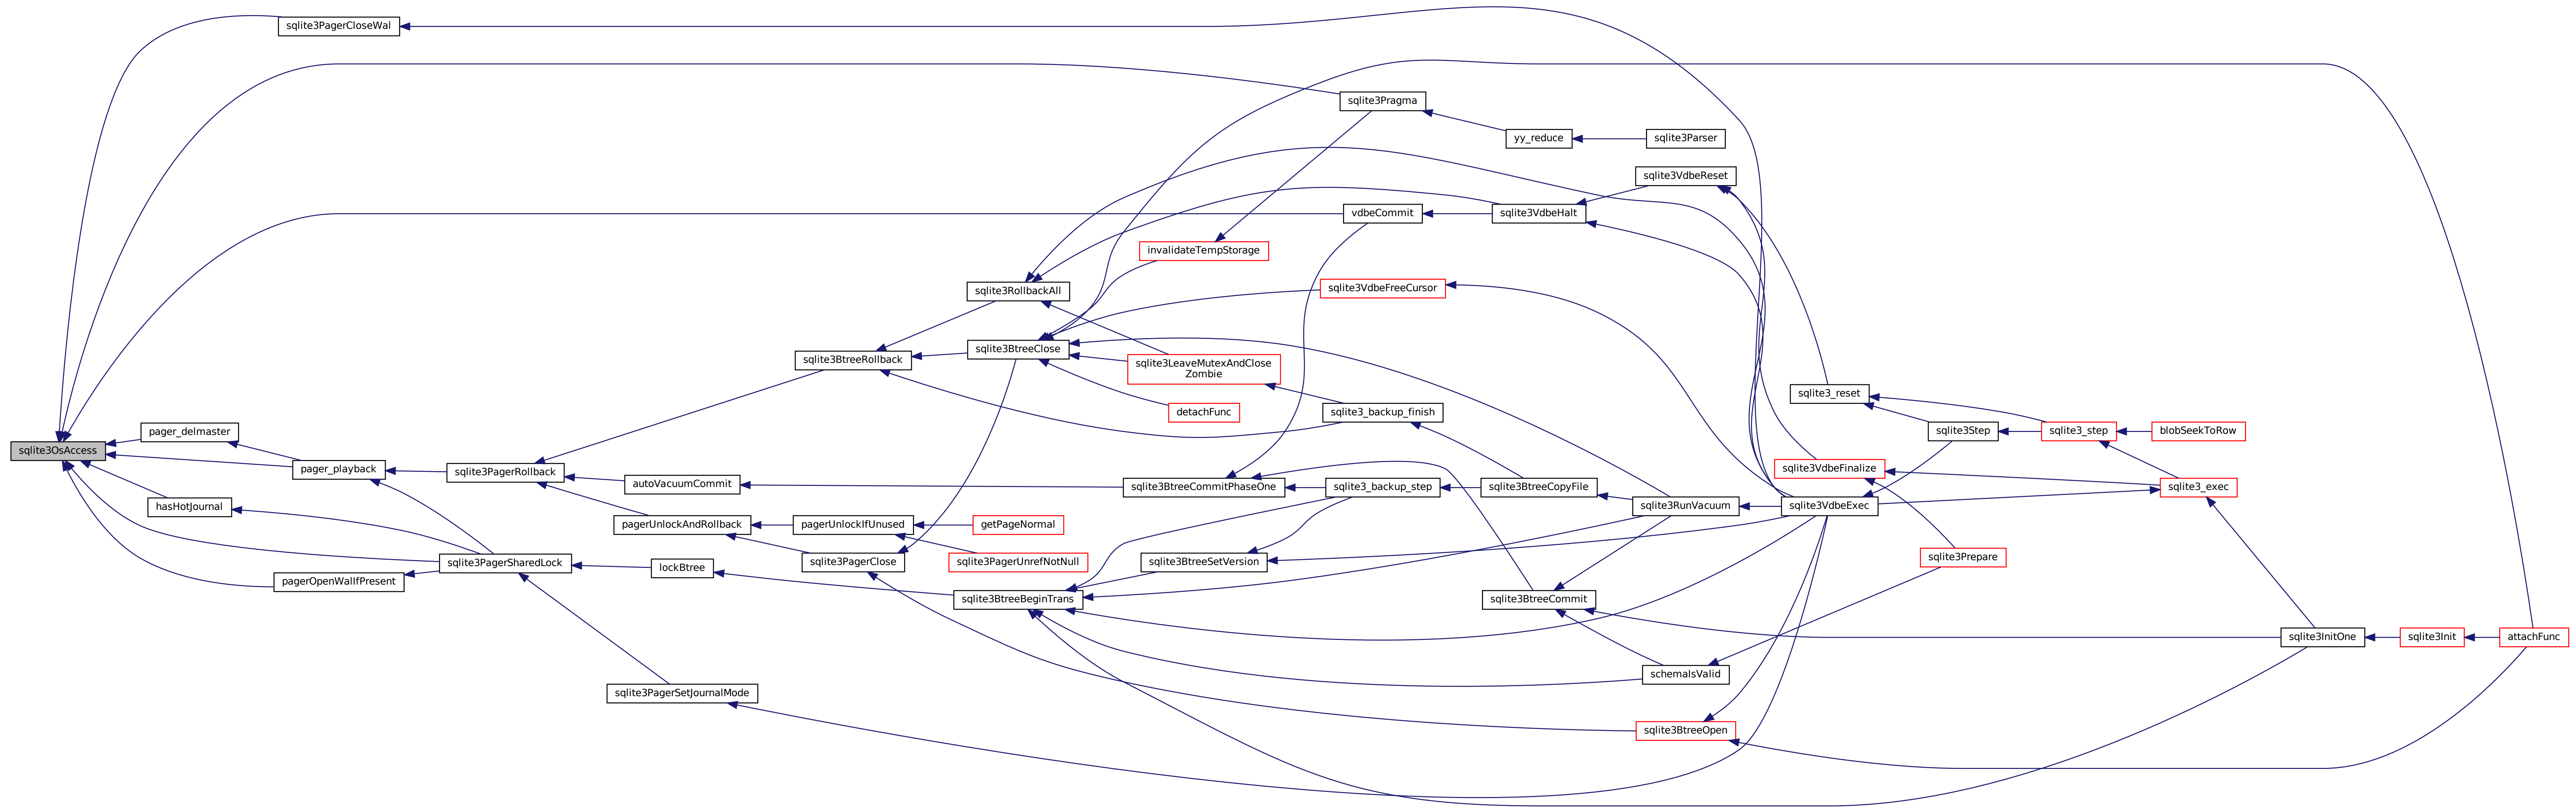 sqlite3PagerCloseWal
sqlite3Pragma
yy_reduce
sqlite3Parser
sqlite3VdbeReset
vdbeCommit
sqlite3VdbeHalt
invalidateTempStorage
sqlite3RollbackAll
sqlite3VdbeFreeCursor
sqlite3BtreeRollback
sqlite3BtreeClose
sqlite3LeaveMutexAndClose
Zombie
sqlite3_reset
detachFunc
sqlite3_backup_finish
pager_delmaster
sqlite3Step
sqlite3_step
blobSeekToRow
sqlite3OsAccess
pager_playback
sqlite3PagerRollback
sqlite3VdbeFinalize
autoVacuumCommit
sqlite3BtreeCommitPhaseOne
sqlite3_backup_step
sqlite3BtreeCopyFile
sqlite3_exec
hasHotJournal
sqlite3RunVacuum
sqlite3VdbeExec
pagerUnlockAndRollback
pagerUnlockIfUnused
getPageNormal
sqlite3PagerSharedLock
sqlite3PagerClose
sqlite3PagerUnrefNotNull
sqlite3BtreeSetVersion
sqlite3Prepare
lockBtree
pagerOpenWalIfPresent
sqlite3BtreeBeginTrans
sqlite3BtreeCommit
sqlite3InitOne
sqlite3Init
attachFunc
schemaIsValid
sqlite3PagerSetJournalMode
sqlite3BtreeOpen